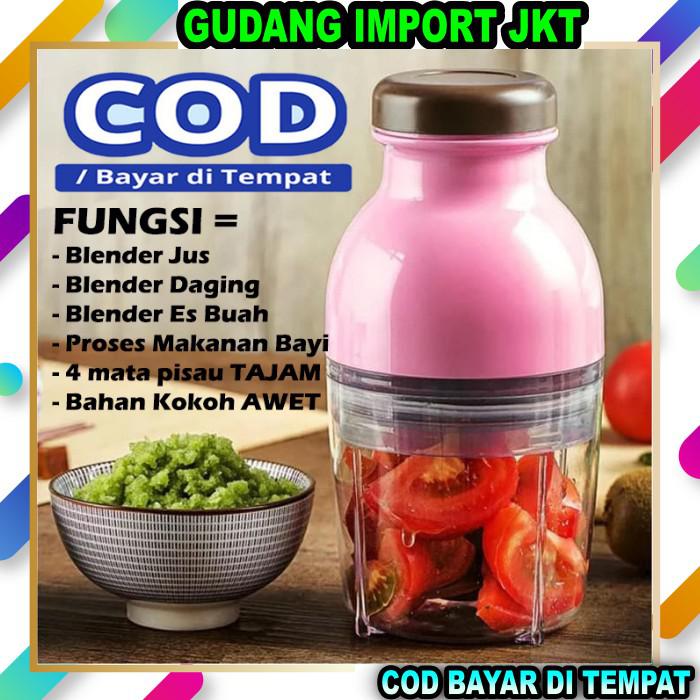 GUDANG IMPORT JKT
COD
/ Bayar di Tempat
FUNGSI =
- Blender Jus
- Blender Daging
- Blender Es Buah
- Proses Makanan Bayi
- 4 mata pisau TAJAM
- Bahan Kokoh AWET
COD BAYAR DI TEMPAT